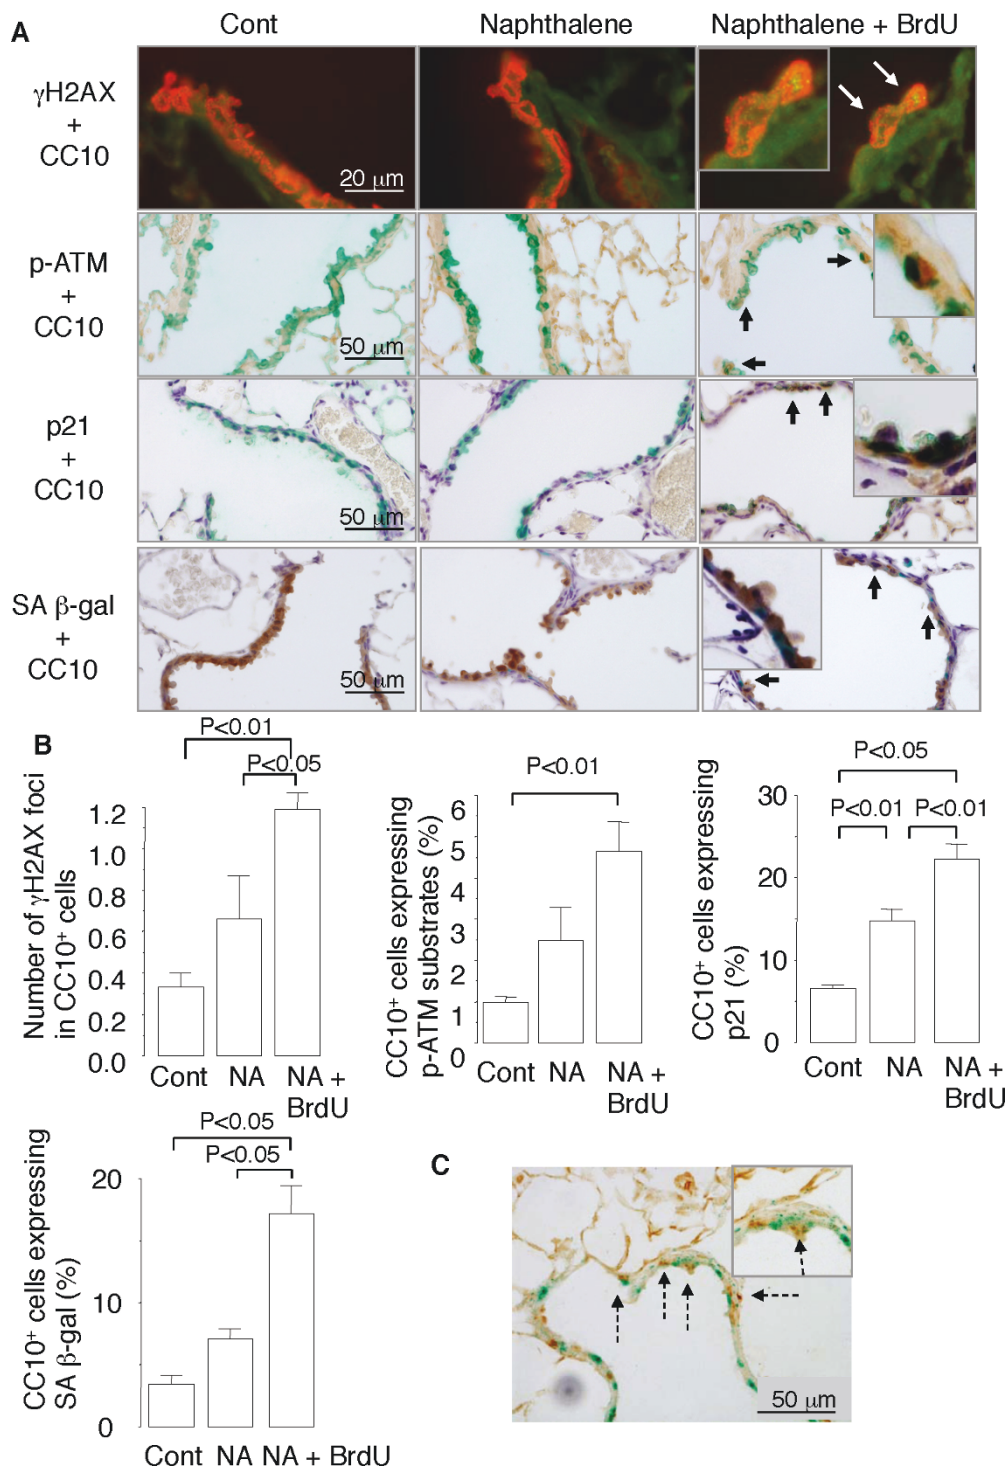 A
Cont
Naphthalene
Naphthalene + BrdU
γH2AX
+
CC10
20 μm
p-ATM
+
CC10
50 μm
p21
+
CC10
50 μm
SA β-gal
+
CC10
50 μm
B
P<0.01
P<0.05
Number of γH2AX foci
in CC10⁺ cells
1.2
1.0
0.8
0.6
0.4
0.2
0.4
0.0
Cont
NA
NA +
BrdU
P<0.01
CC10⁺ cells expressing
p-ATM substrates (%)
6
5
4
3
2
1
0
Cont
NA
NA +
BrdU
P<0.05
P<0.01
P<0.01
CC10⁺ cells expressing
p21 (%)
30
20
10
0
Cont
NA
NA +
BrdU
P<0.05
P<0.05
CC10⁺ cells expressing
SA β-gal (%)
20
10
0
Cont NA NA + BrdU
C
50 μm